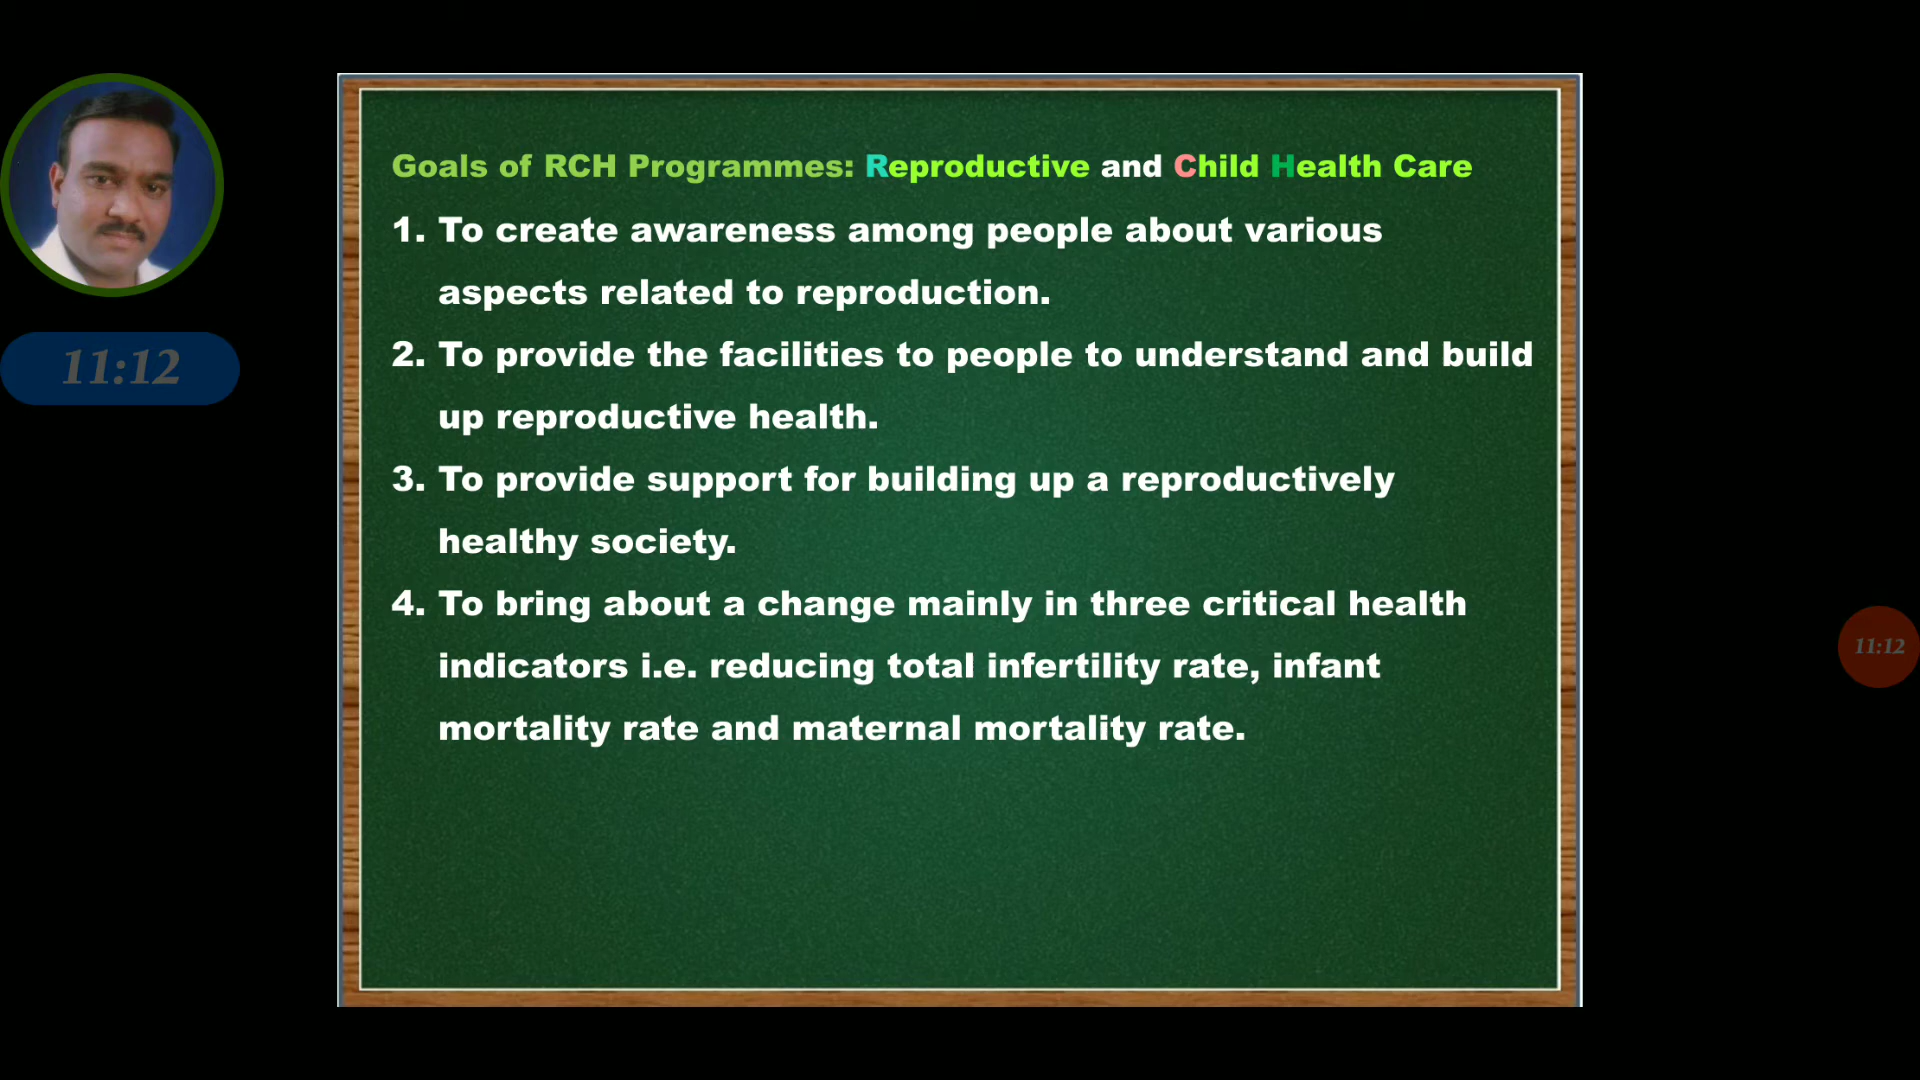 Goals of RCH Programmes: Reproductive and Child Health Care
1. To create awareness among people about various
aspects related to reproduction.
2. To provide the facilities to people to understand and build
up reproductive health.
3. To provide support for building up a reproductively
healthy society.
4. To bring about a change mainly in three critical health
indicators i.e. reducing total infertility rate, infant
mortality rate and maternal mortality rate.
11:12
11:12